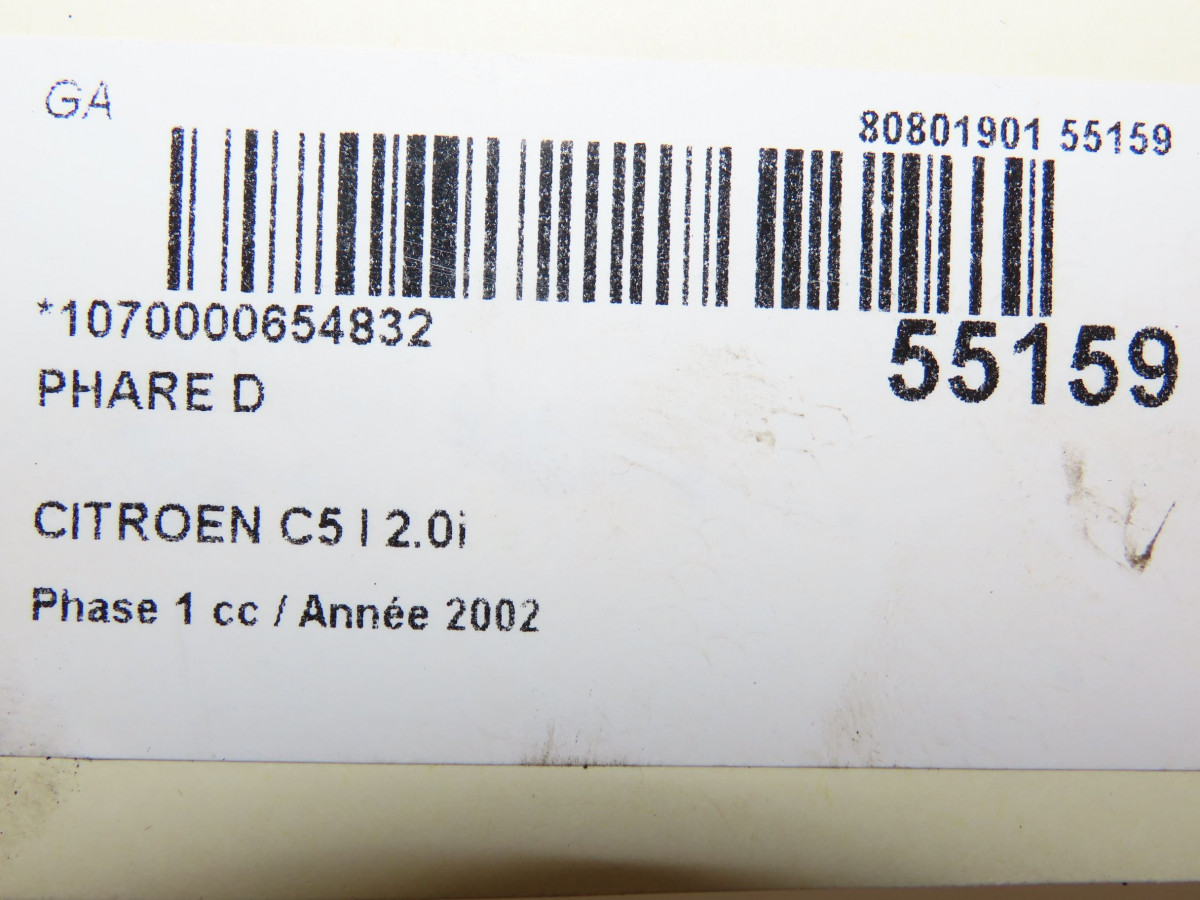 GA
80801901 55159
*1070000654832
55159
PHARE D
CITROEN C5 I 2.0i
Phase 1 cc / Année 2002